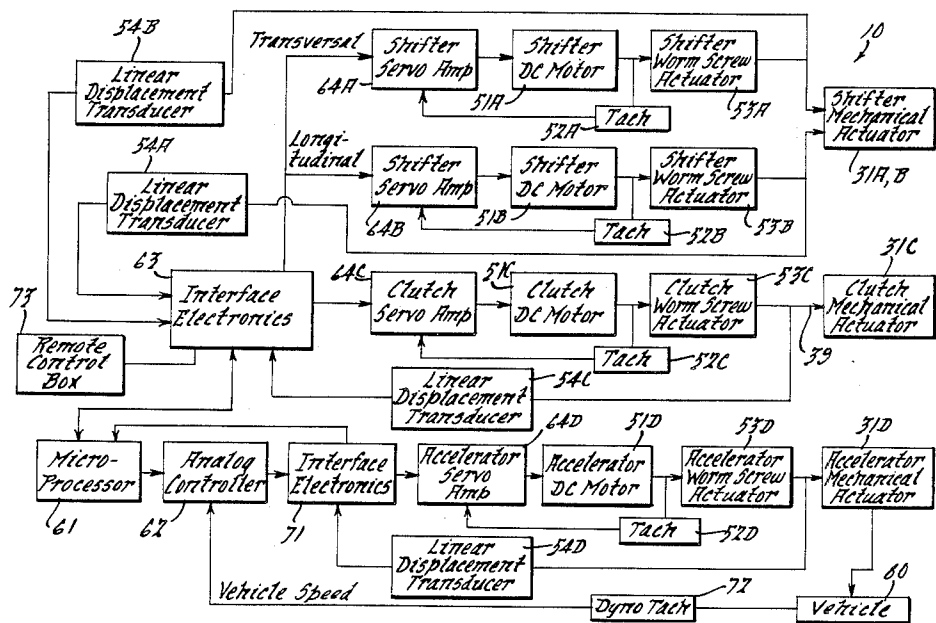 54B
Linear
Displacement
Transducer
Transversal
Shifter
Servo Amp
64A
Shifter
DC Motor
51A
Shifter
Worm Screw
Actuator
53A
Tach
52A
10
Shifter
Mechanical
Actuator
31A, B
54A
Linear
Displacement
Transducer
Longi-
tudinal
Shifter
Servo Amp
64B
Shifter
DC Motor
51B
Shifter
Worm Screw
Actuator
53B
Tach
52B
63
Interface
Electronics
64C
Clutch
Servo Amp
51C
Clutch
DC Motor
53C
Clutch
Worm Screw
Actuator
31C
Clutch
Mechanical
Actuator
39
Tach
52C
73
Remote
Control
Box
Linear
Displacement
Transducer
54C
Micro-
Processor
61
Analog
Controller
62
Interface
Electronics
71
64D
Accelerator
Servo
Amp
51D
Accelerator
DC Motor
53D
Accelerator
Worm Screw
Actuator
31D
Accelerator
Mechanical
Actuator
Tach
52D
Linear
Displacement
Transducer
54D
Vehicle Speed
72
Dyno Tach
60
Vehicle